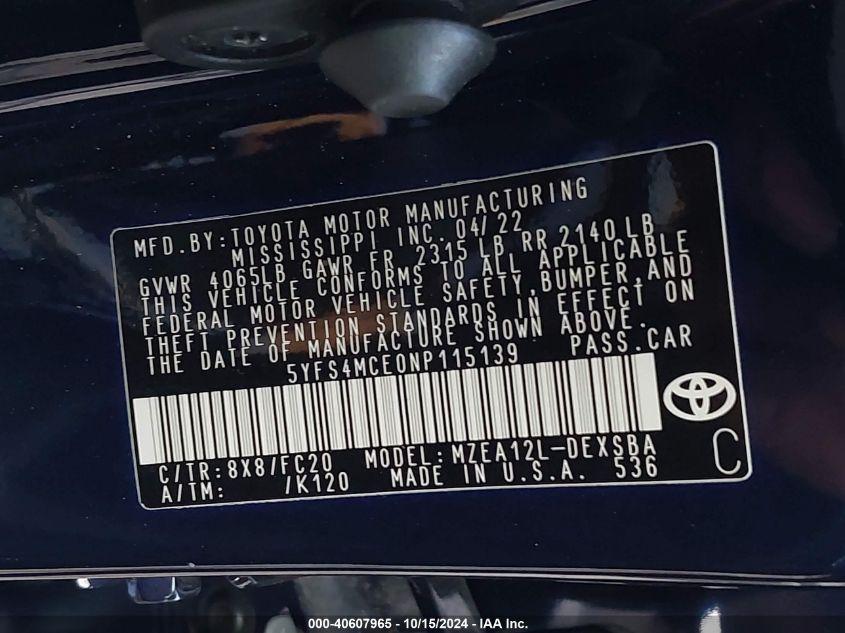 MFD.BY:TOYOTA MOTOR MANUFACTURING
MISSISSIPPI INC. 04/22
GVWR 4065LB GAWR FR 2315 LB RR 2140 LB
THIS VEHICLE CONFORMS TO ALL APPLICABLE
FEDERAL MOTOR VEHICLE SAFETY,BUMPER,AND
THEFT PREVENTION STANDARDS IN EFFECT ON
THE DATE OF MANUFACTURE SHOWN ABOVE.
5YFS4MCE0NP115139 PASS.CAR
C/TR:8X8/FC20 MODEL:MZEA12L-DEXSBA
A/TM: /K120 MADE IN U.S.A. 536
C
000-40607965 - 10/15/2024 - IAA Inc.